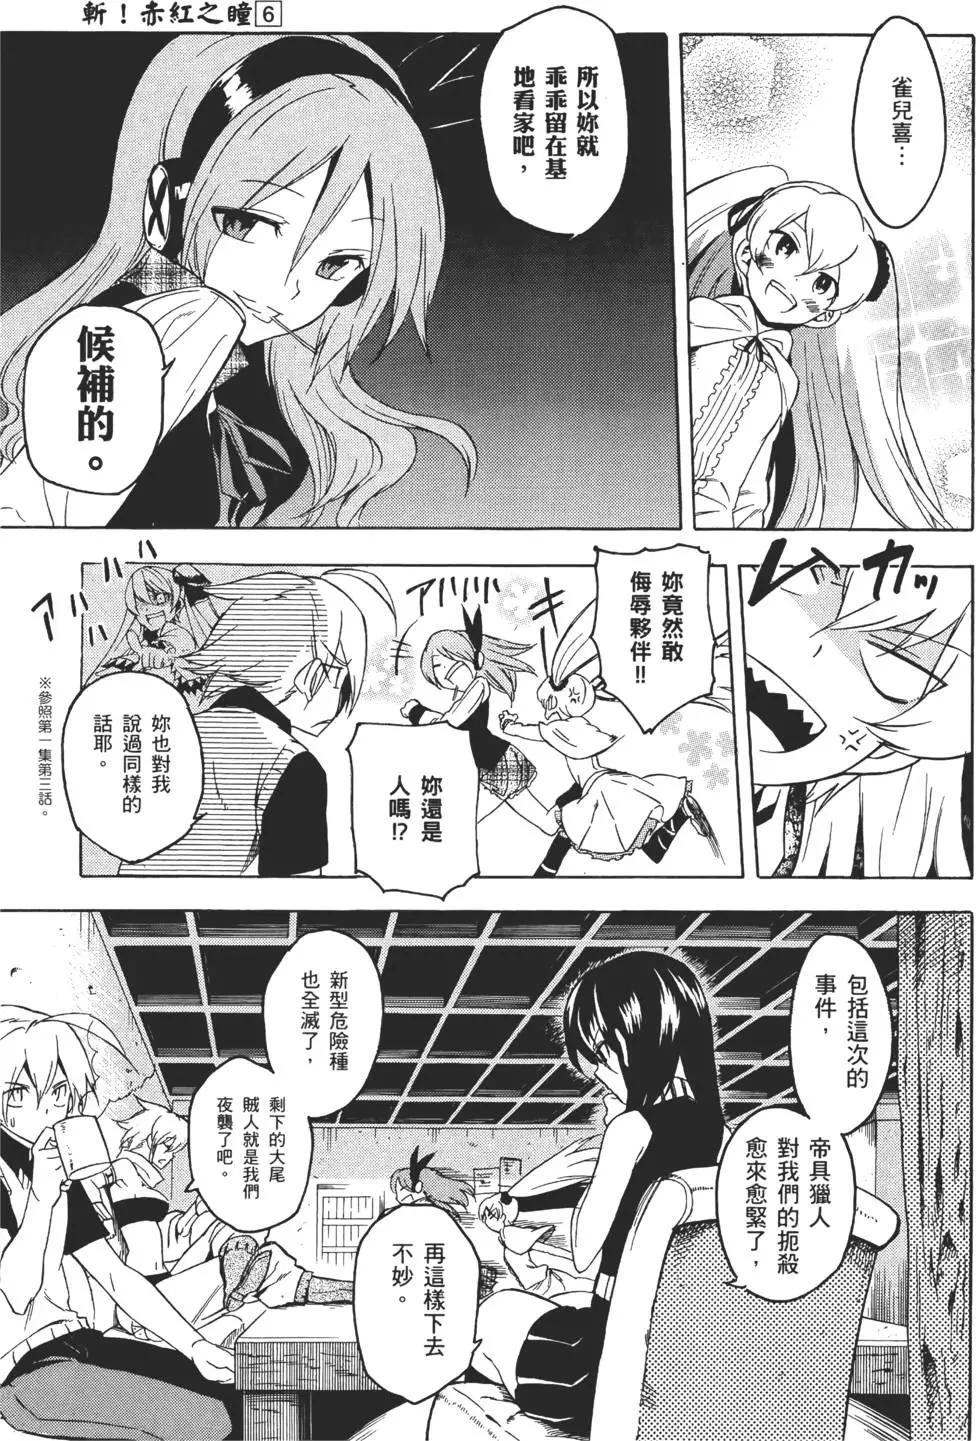 斬！赤紅之瞳6
雀兒喜…
所以妳就
乖乖留在基
地看家吧，
候補的。
ムカッ
妳竟然敢
侮辱夥伴!!
妳還是
人嗎!?
アハハ
アハハ
妳也對我
說過同樣的
話耶。
※參照第一集第三話。
包括這次的
事件，
帝具獵人
對我們的扼殺
愈來愈緊了，
新型危險種
也全滅了，
剩下的大尾
賊人就是我們
夜襲了吧。
再這樣下去
不妙。